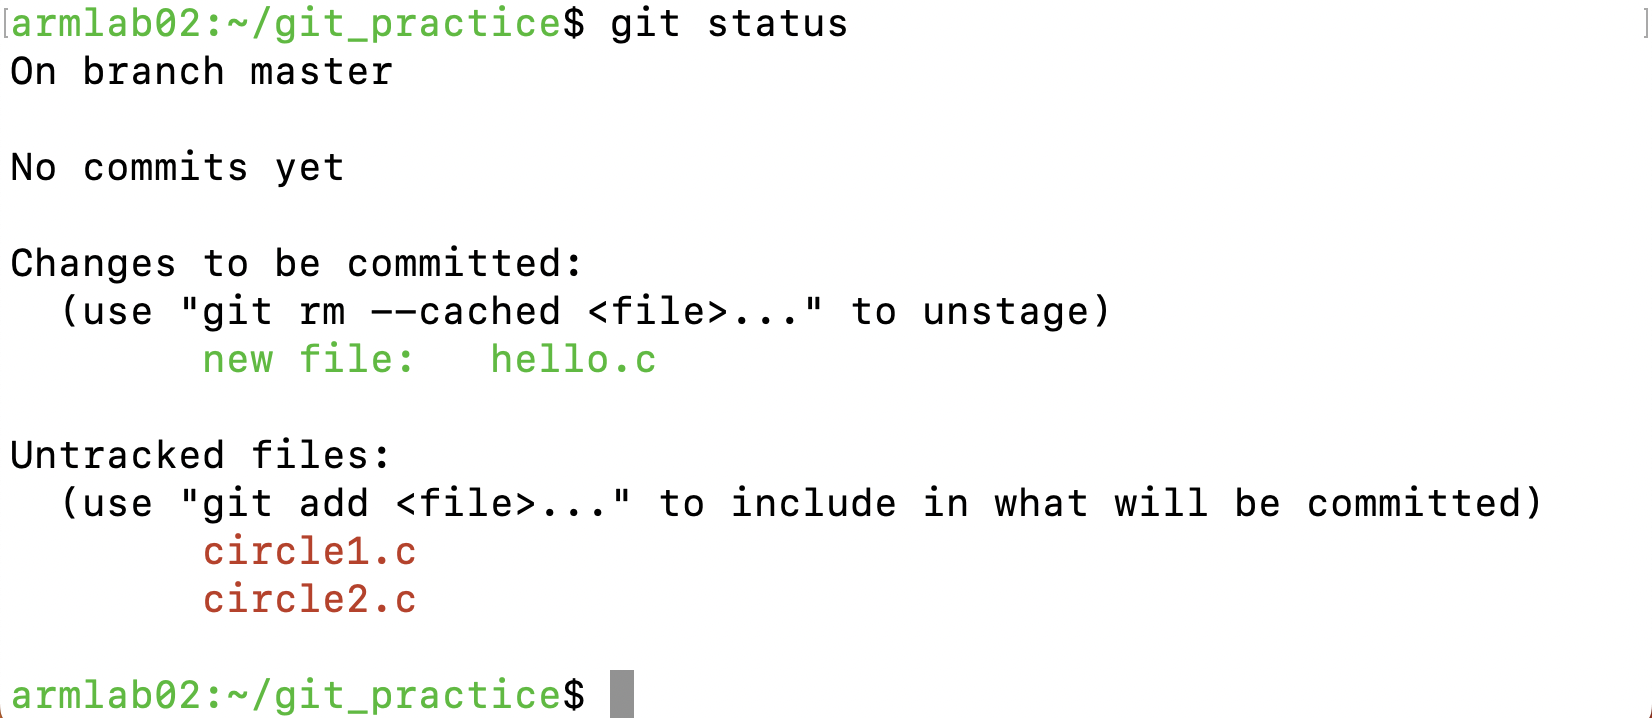 [armlab02:~/git_practice$ git status ]
On branch master
No commits yet
Changes to be committed:
  (use "git rm --cached <file>..." to unstage)
        new file:   hello.c
Untracked files:
  (use "git add <file>..." to include in what will be committed)
        circle1.c
        circle2.c
armlab02:~/git_practice$